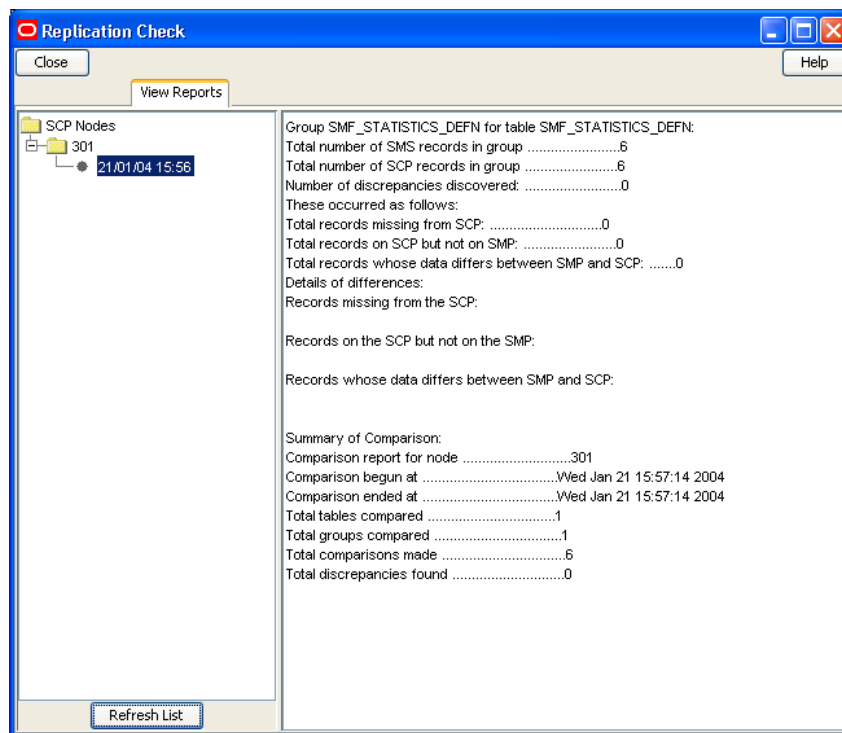 Replication Check
Close
Help
View Reports
SCP Nodes
301
21/01/04 15:56
Refresh List
Group SMF_STATISTICS_DEFN for table SMF_STATISTICS_DEFN:
Total number of SMS records in group .......................6
Total number of SCP records in group .......................6
Number of discrepancies discovered: .......................0
These occurred as follows:
Total records missing from SCP: ............................0
Total records on SCP but not on SMP: .......................0
Total records whose data differs between SMP and SCP: .......0
Details of differences:
Records missing from the SCP:
Records on the SCP but not on the SMP:
Records whose data differs between SMP and SCP:
Summary of Comparison:
Comparison report for node ............................301
Comparison begun at ..................................Wed Jan 21 15:57:14 2004
Comparison ended at ..................................Wed Jan 21 15:57:14 2004
Total tables compared ................................1
Total groups compared ................................1
Total comparisons made ...............................6
Total discrepancies found ............................0